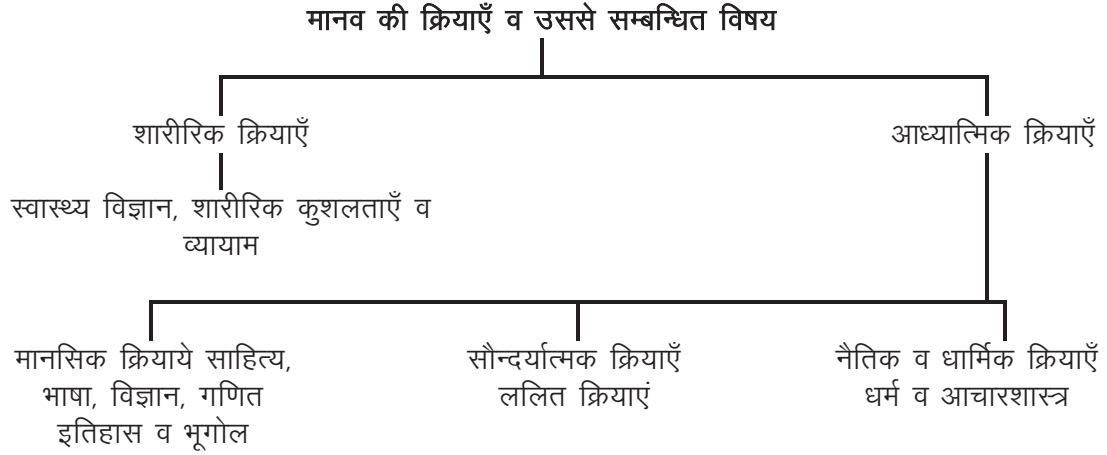 मानव की क्रियाएँ व उससे सम्बन्धित विषय
शारीरिक क्रियाएँ
आध्यात्मिक क्रियाएँ
स्वास्थ्य विज्ञान, शारीरिक कुशलताएँ व
व्यायाम
मानसिक क्रियाये साहित्य,
भाषा, विज्ञान, गणित
इतिहास व भूगोल
सौन्दर्यात्मक क्रियाएँ
ललित क्रियाएं
नैतिक व धार्मिक क्रियाएँ
धर्म व आचारशास्त्र